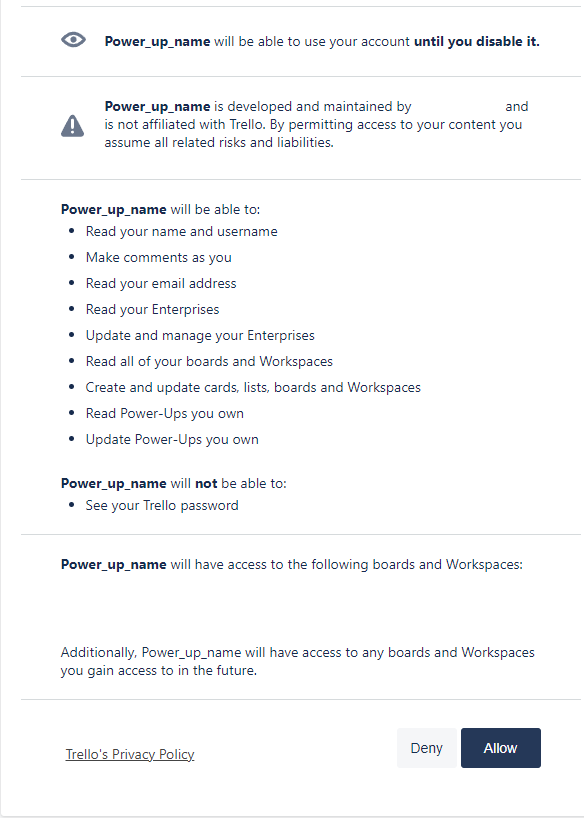 Power_up_name will be able to use your account until you disable it.
Power_up_name is developed and maintained by and
is not affiliated with Trello. By permitting access to your content you
assume all related risks and liabilities.
Power_up_name will be able to:
• Read your name and username
• Make comments as you
• Read your email address
• Read your Enterprises
• Update and manage your Enterprises
• Read all of your boards and Workspaces
• Create and update cards, lists, boards and Workspaces
• Read Power-Ups you own
• Update Power-Ups you own
Power_up_name will not be able to:
• See your Trello password
Power_up_name will have access to the following boards and Workspaces:
Additionally, Power_up_name will have access to any boards and Workspaces
you gain access to in the future.
Trello's Privacy Policy
Deny
Allow